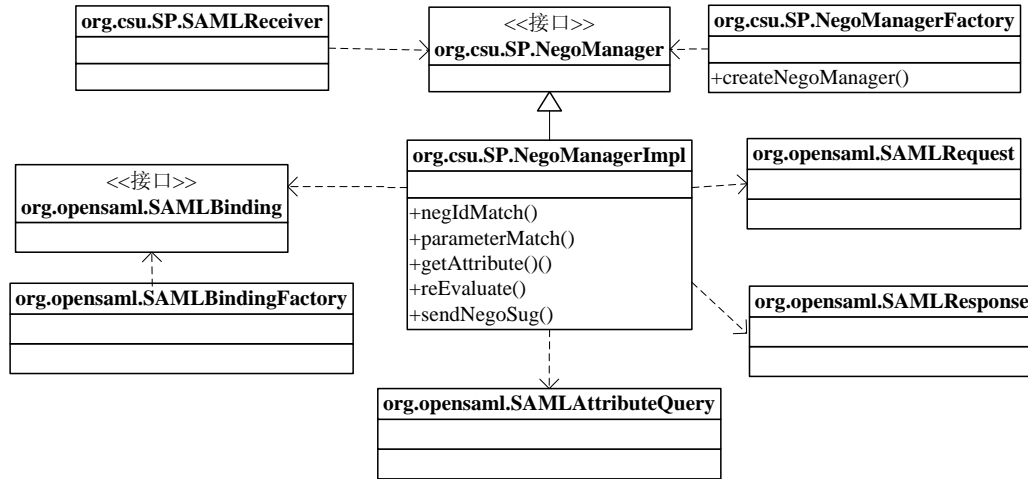 org.csu.SP.SAMLReceiver
<<接口>>
org.csu.SP.NegoManager
org.csu.SP.NegoManagerFactory
+createNegoManager()
org.csu.SP.NegoManagerImpl
+negIdMatch()
+parameterMatch()
+getAttribute()()
+reEvaluate()
+sendNegoSug()
<<接口>>
org.opensaml.SAMLBinding
org.opensaml.SAMLRequest
org.opensaml.SAMLBindingFactory
org.opensaml.SAMLResponse
org.opensaml.SAMLAttributeQuery